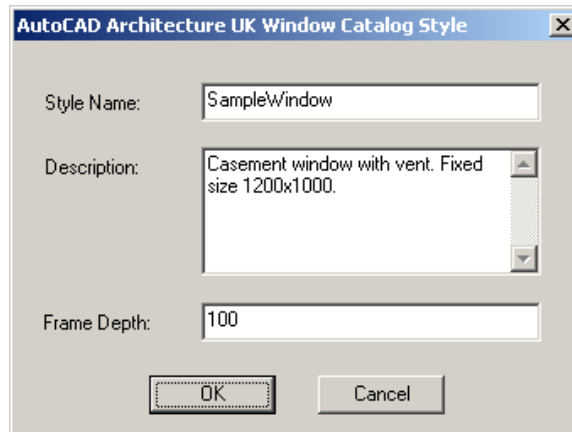 AutoCAD Architecture UK Window Catalog Style
Style Name:
SampleWindow
Description:
Casement window with vent. Fixed
size 1200x1000.
Frame Depth:
100
OK
Cancel